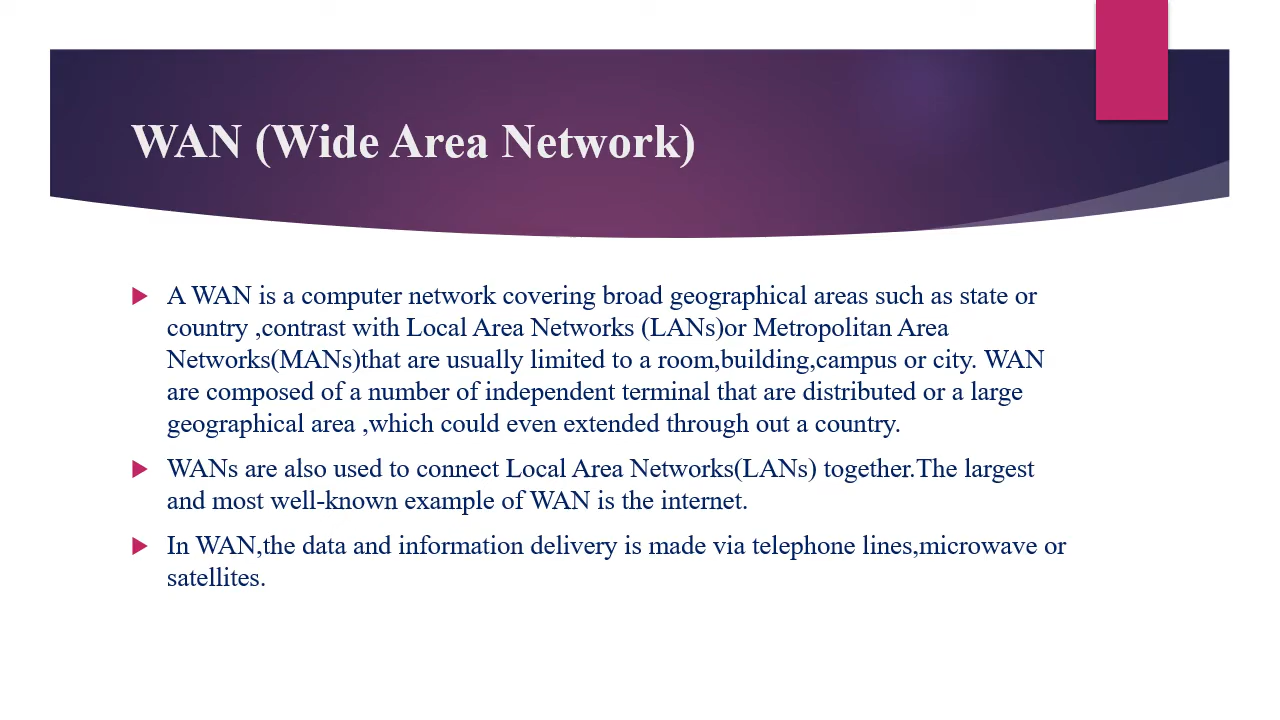 WAN (Wide Area Network)
A WAN is a computer network covering broad geographical areas such as state or
country ,contrast with Local Area Networks (LANs)or Metropolitan Area
Networks(MANs)that are usually limited to a room,building,campus or city. WAN
are composed of a number of independent terminal that are distributed or a large
geographical area ,which could even extended through out a country.
WANs are also used to connect Local Area Networks(LANs) together.The largest
and most well-known example of WAN is the internet.
In WAN,the data and information delivery is made via telephone lines,microwave or
satellites.